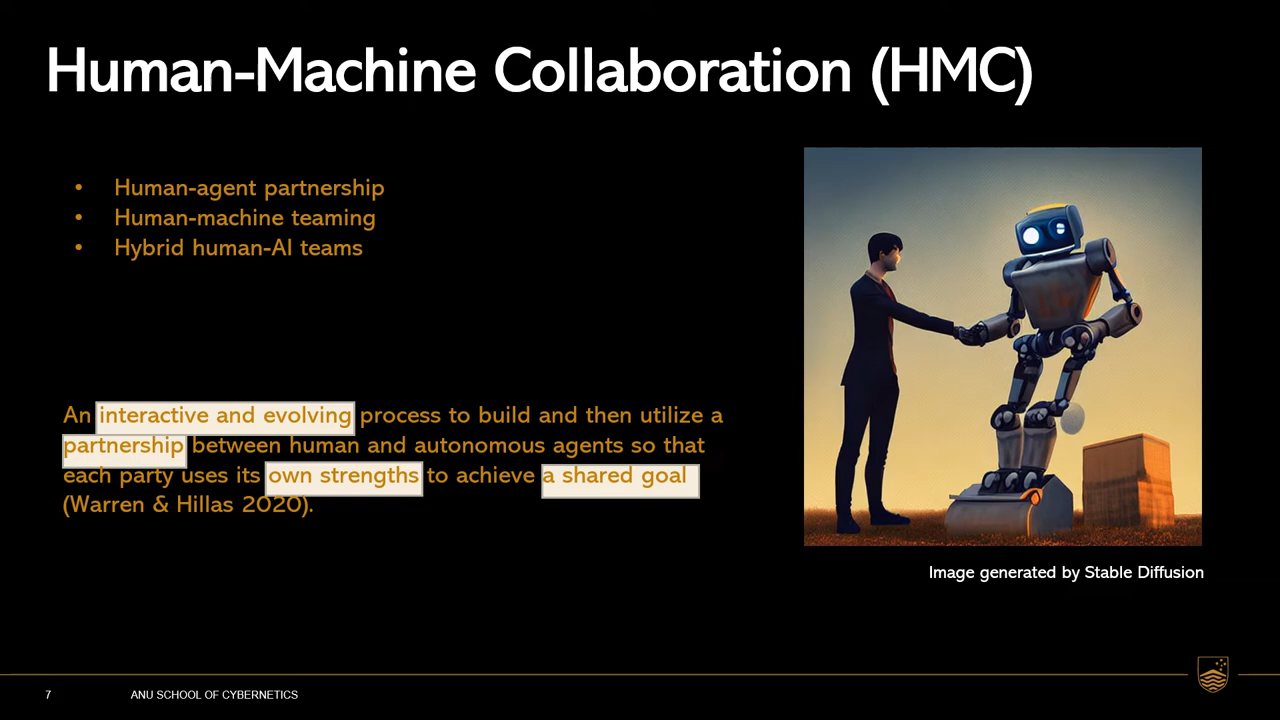 Human-Machine Collaboration (HMC)
• Human-agent partnership
• Human-machine teaming
• Hybrid human-AI teams
An interactive and evolving process to build and then utilize a
partnership between human and autonomous agents so that
each party uses its own strengths to achieve a shared goal
(Warren & Hillas 2020).
Image generated by Stable Diffusion
7 ANU SCHOOL OF CYBERNETICS